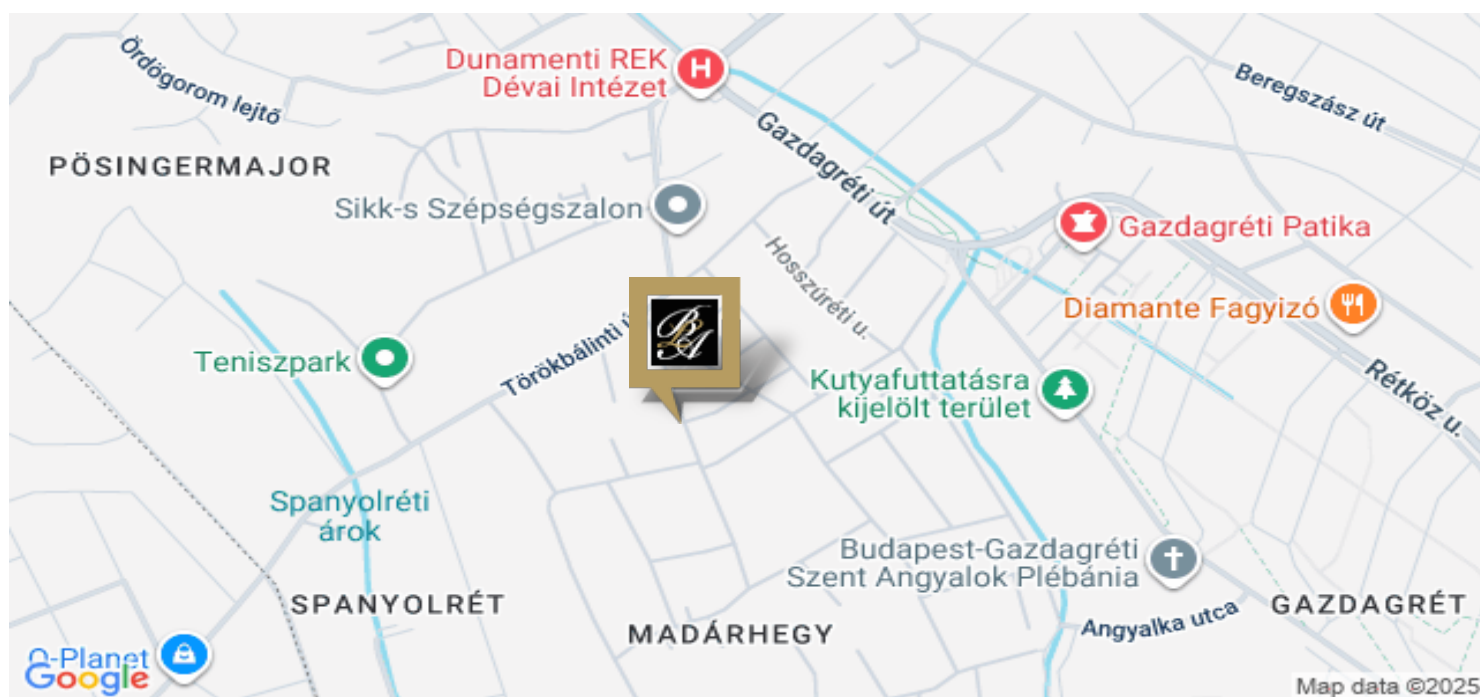 Dunamenti REK
Dévai Intézet
Ördögorom lejtő
Beregszász út
Gazdagréti út
PÖSINGERMAJOR
Sikk-s Szépségszalon
Gazdagréti Patika
Hosszúréti u.
Diamante Fagyizó
Törökbálinti
BA
Teniszpark
Kutyafuttatásra
kijelölt terület
Rétköz u.
Spanyolréti
árok
Budapest-Gazdagréti
Szent Angyalok Plébánia
SPANYOLRÉT
MADÁRHEGY
Angyalka utca
GAZDAGRÉT
Q-Planet
Google
Map data ©2025